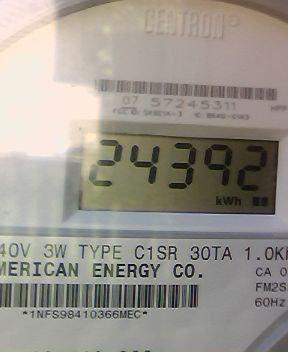 CENTRON®
07 57245311
24392
kWh
40V 3W TYPE C1SR 30TA 1.0K
MERICAN ENERGY CO.
CA 0
FM2S
60Hz
*1NFS98410366MEC*